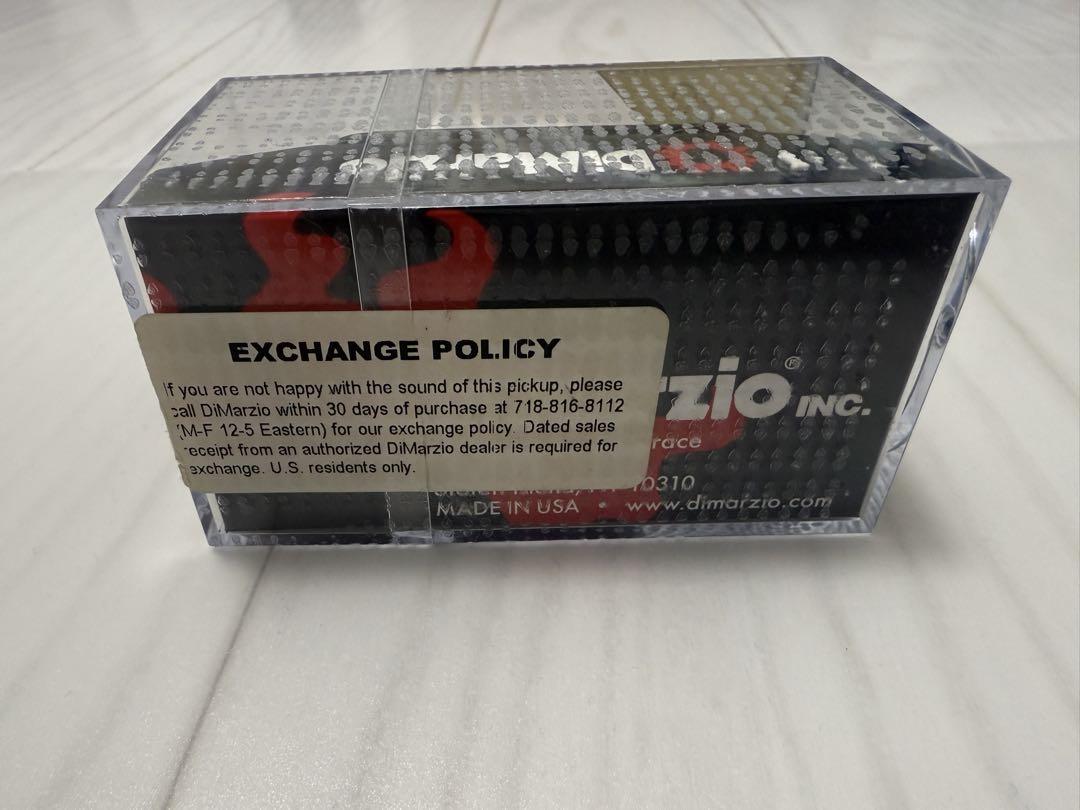 DiMarzio
EXCHANGE POLICY
If you are not happy with the sound of this pickup, please
call DiMarzio within 30 days of purchase at 718-816-8112
(M-F 12-5 Eastern) for our exchange policy. Dated sales
receipt from an authorized DiMarzio dealer is required for
exchange. U.S. residents only.
rzio® INC.
race
10310
MADE IN USA • www.dimarzio.com